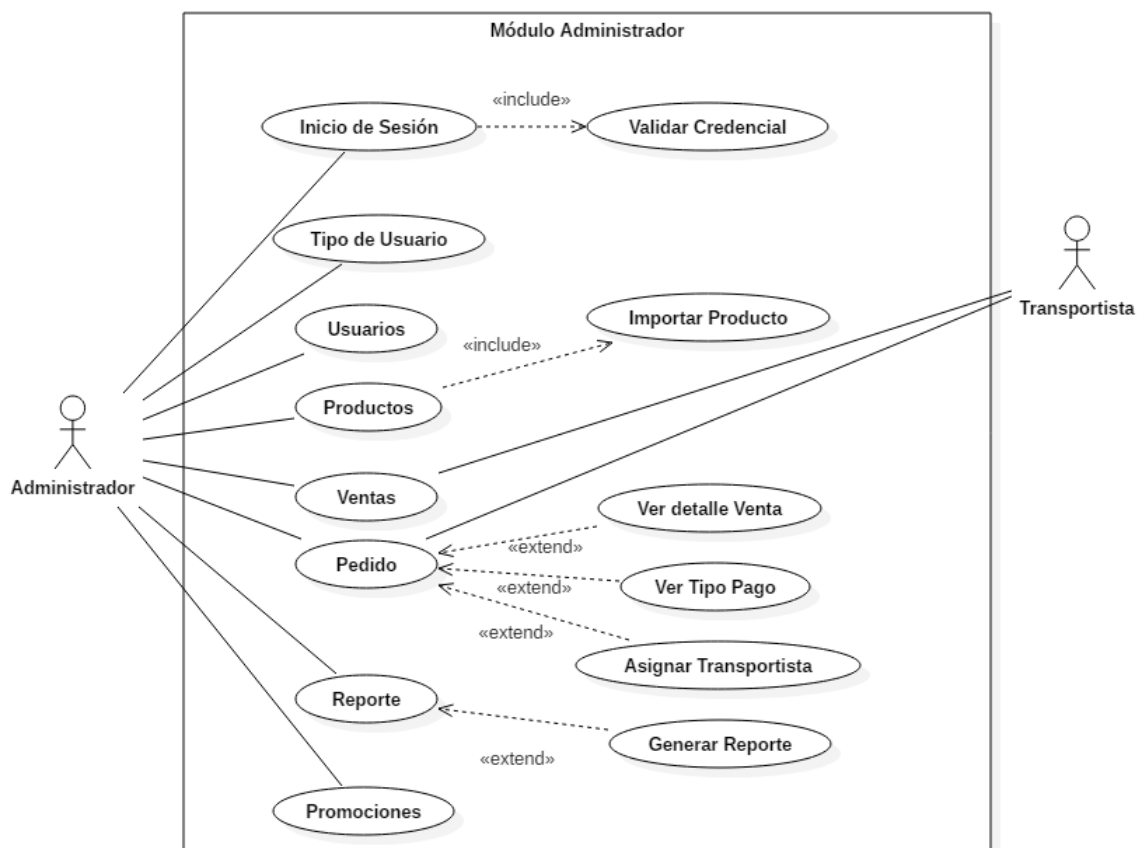 Módulo Administrador
«include»
Inicio de Sesión
Validar Credencial
Tipo de Usuario
Transportista
Usuarios
Importar Producto
«include»
Productos
Administrador
Ventas
Ver detalle Venta
«extend»
Pedido
Ver Tipo Pago
«extend»
«extend»
Asignar Transportista
Reporte
Generar Reporte
«extend»
Promociones